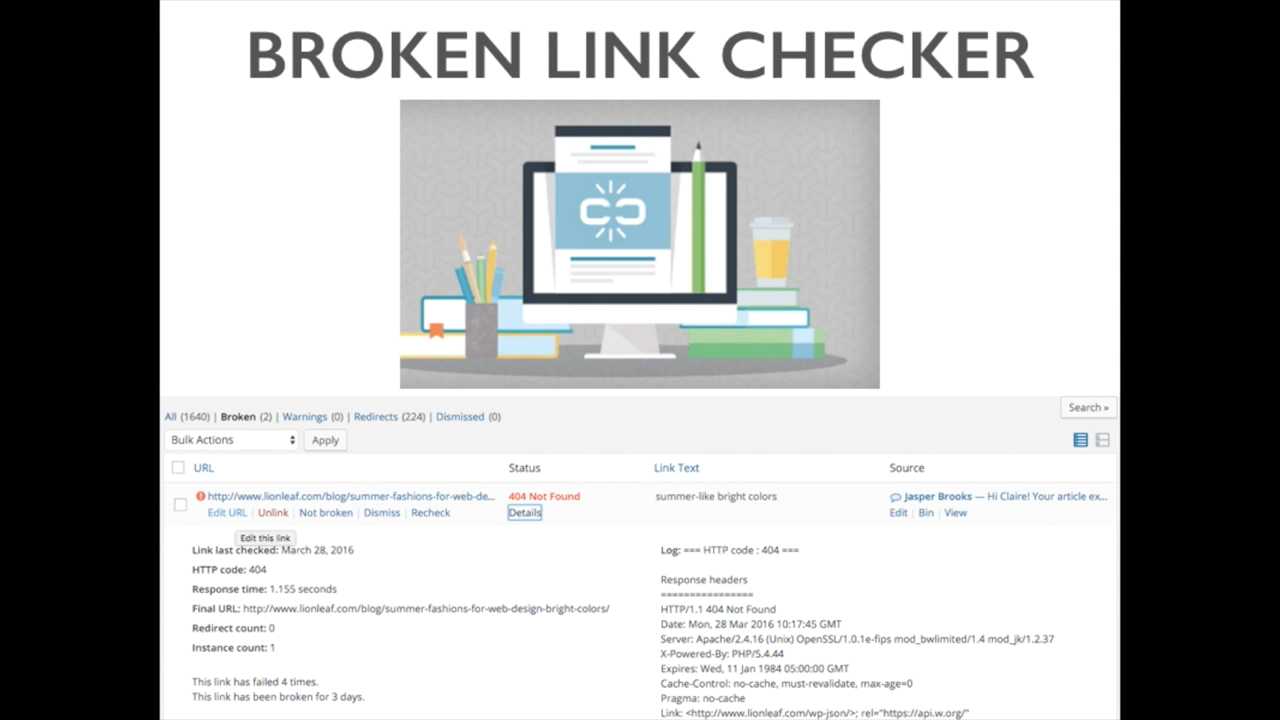 BROKEN LINK CHECKER
Search »
All (1640) | Broken (2) | Warnings (0) | Redirects (224) | Dismissed (0)
Bulk Actions Apply
URL Status Link Text Source
http://www.lionleaf.com/blog/summer-fashions-for-web-de... 404 Not Found summer-like bright colors Jasper Brooks — Hi Claire! Your article ex...
Edit URL | Unlink | Not broken | Dismiss | Recheck Details Edit | Bin | View
Edit this link
Link last checked: March 28, 2016
HTTP code: 404
Response time: 1.155 seconds
Final URL: http://www.lionleaf.com/blog/summer-fashions-for-web-design-bright-colors/
Redirect count: 0
Instance count: 1
This link has failed 4 times.
This link has been broken for 3 days.
Log: === HTTP code : 404 ===
Response headers
================
HTTP/1.1 404 Not Found
Date: Mon, 28 Mar 2016 10:17:45 GMT
Server: Apache/2.4.16 (Unix) OpenSSL/1.0.1e-fips mod_bwlimited/1.4 mod_jk/1.2.37
X-Powered-By: PHP/5.4.44
Expires: Wed, 11 Jan 1984 05:00:00 GMT
Cache-Control: no-cache, must-revalidate, max-age=0
Pragma: no-cache
Link: <http://www.lionleaf.com/wp-json/>; rel="https://api.w.org/"